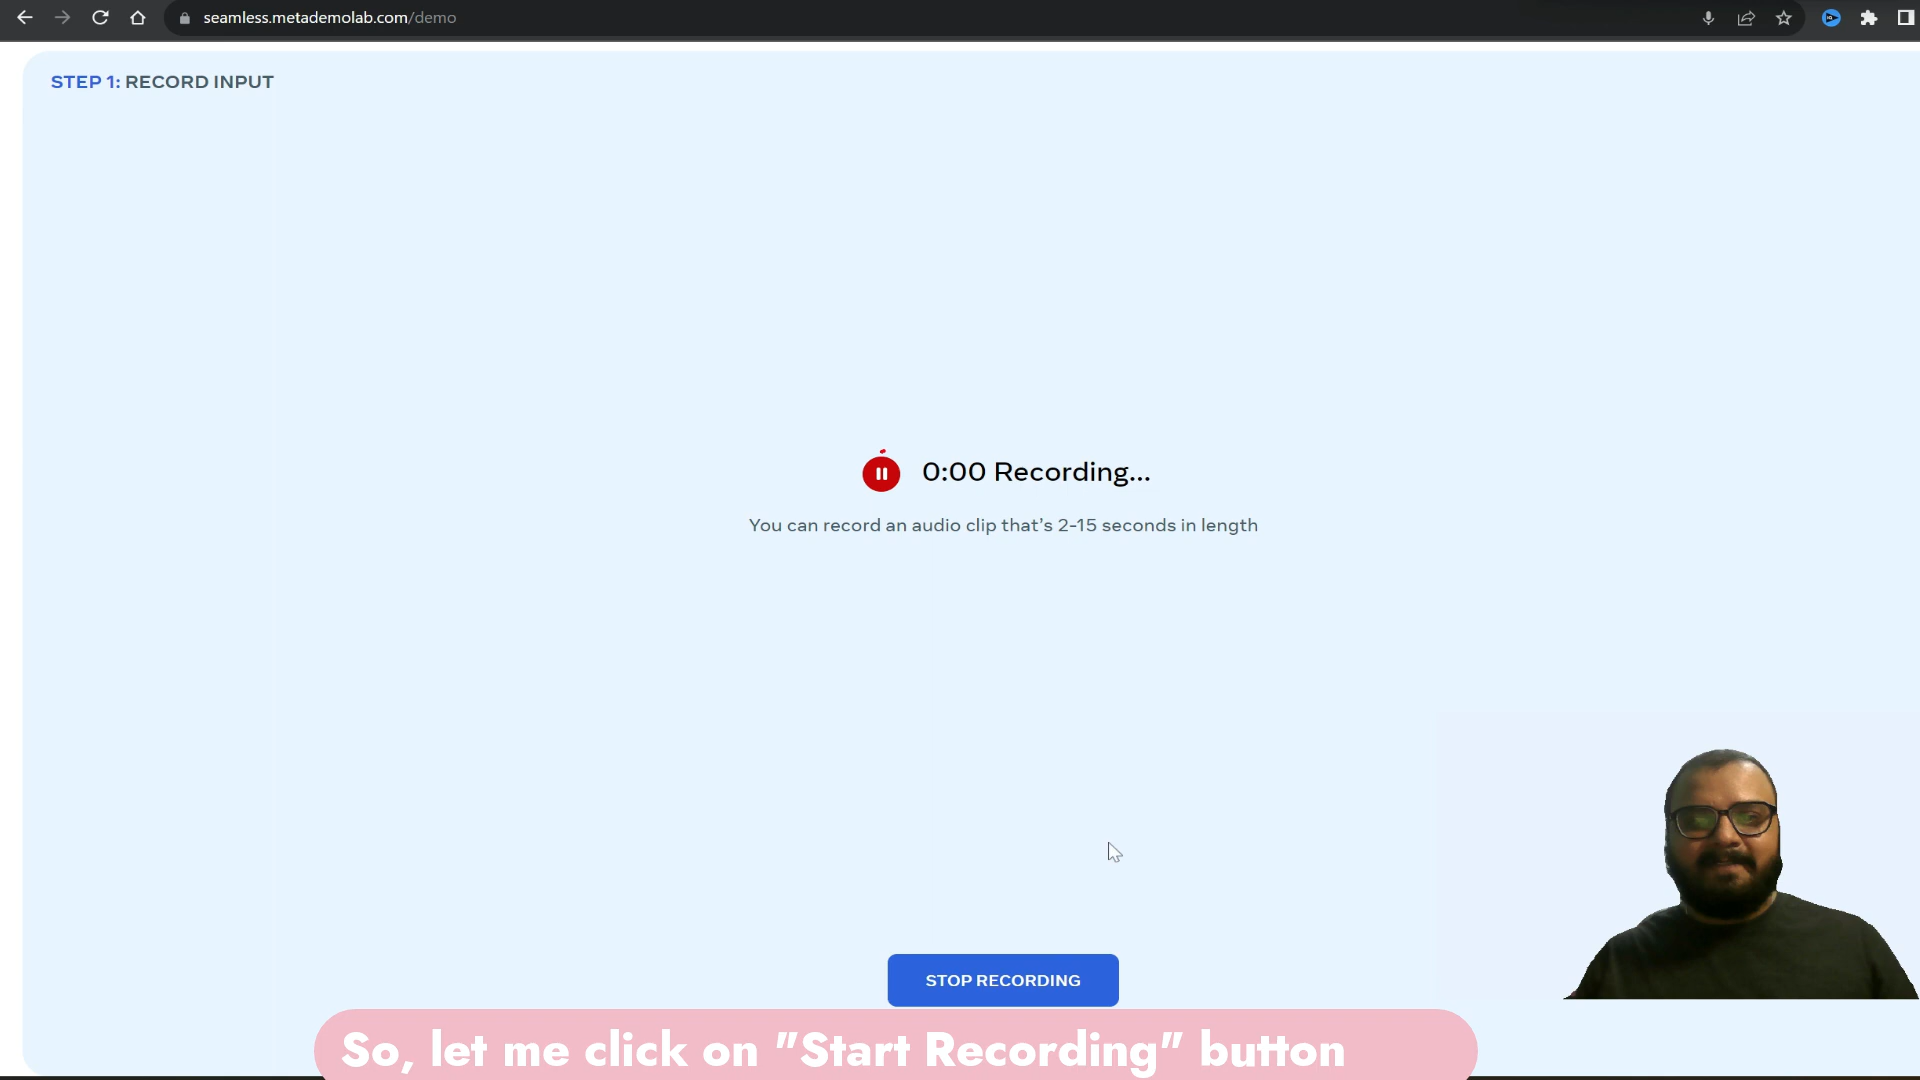 seamless.metademolab.com/demo
STEP 1: RECORD INPUT
0:00 Recording...
You can record an audio clip that's 2-15 seconds in length
STOP RECORDING
So, let me click on "Start Recording" button